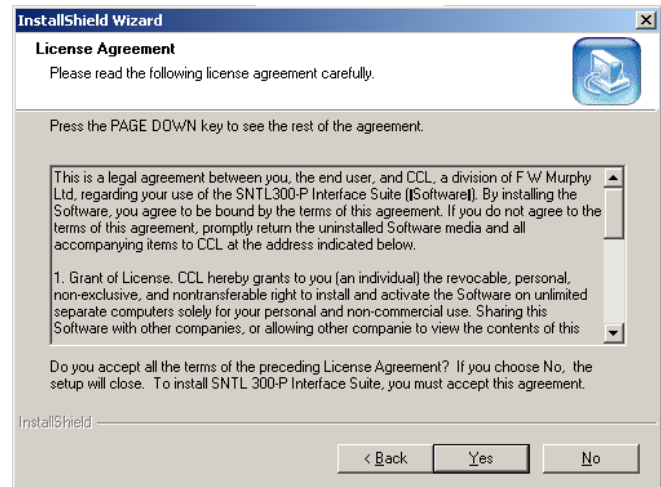 InstallShield Wizard
License Agreement
Please read the following license agreement carefully.
Press the PAGE DOWN key to see the rest of the agreement.
This is a legal agreement between you, the end user, and CCL, a division of F W Murphy
Ltd, regarding your use of the SNTL300-P Interface Suite (‖Software‖). By installing the
Software, you agree to be bound by the terms of this agreement. If you do not agree to the
terms of this agreement, promptly return the uninstalled Software media and all
accompanying items to CCL at the address indicated below.
1. Grant of License. CCL hereby grants to you (an individual) the revocable, personal,
non-exclusive, and nontransferable right to install and activate the Software on unlimited
separate computers solely for your personal and non-commercial use. Sharing this
Software with other companies, or allowing other companie to view the contents of this
Do you accept all the terms of the preceding License Agreement? If you choose No, the
setup will close. To install SNTL 300-P Interface Suite, you must accept this agreement.
InstallShield
< Back
Yes
No